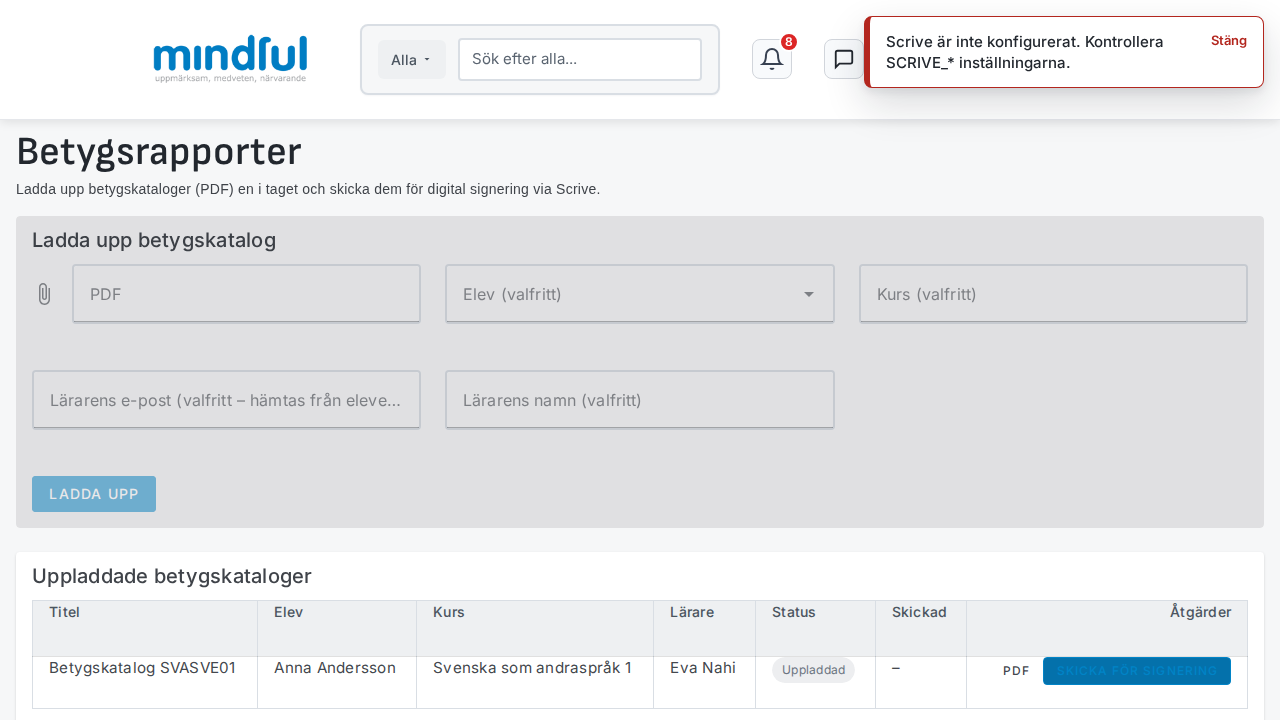 mindful
uppmärksam, medveten, närvarande
Alla
Sök efter alla...
8
Scrive är inte konfigurerat. Kontrollera
SCRIVE_* inställningarna.
Stäng
Betygsrapporter
Ladda upp betygskataloger (PDF) en i taget och skicka dem för digital signering via Scrive.
Ladda upp betygskatalog
PDF
Elev (valfritt)
Kurs (valfritt)
Lärarens e-post (valfritt – hämtas från eleve...
Lärarens namn (valfritt)
LADDA UPP
Uppladdade betygskataloger
Titel Elev Kurs Lärare Status Skickad Åtgärder
Betygskatalog SVASVE01 Anna Andersson Svenska som andraspråk 1 Eva Nahi Uppladdad – PDF SKICKA FÖR SIGNERING